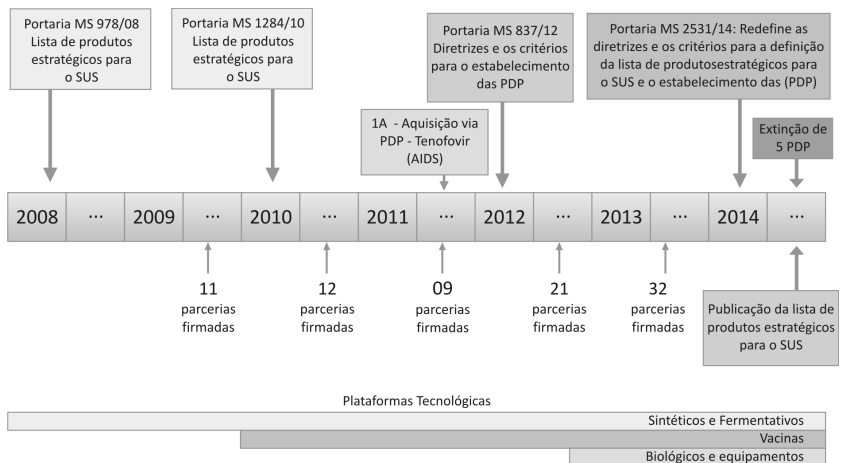 Portaria MS 978/08
Lista de produtos
estratégicos para
o SUS
Portaria MS 1284/10
Lista de produtos
estratégicos para
o SUS
Portaria MS 837/12
Diretrizes e os critérios
para o estabelecimento
das PDP
Portaria MS 2531/14: Redefine as
diretrizes e os critérios para a definição
da lista de produtosestratégicos para
o SUS e o estabelecimento das (PDP)
1A - Aquisição via
PDP - Tenofovir
(AIDS)
Extinção de
5 PDP
2008 ... 2009 ... 2010 ... 2011 ... 2012 ... 2013 ... 2014 ...
11
parcerias
firmadas
12
parcerias
firmadas
09
parcerias
firmadas
21
parcerias
firmadas
32
parcerias
firmadas
Publicação da lista de
produtos estratégicos
para o SUS
Plataformas Tecnológicas
Sintéticos e Fermentativos
Vacinas
Biológicos e equipamentos